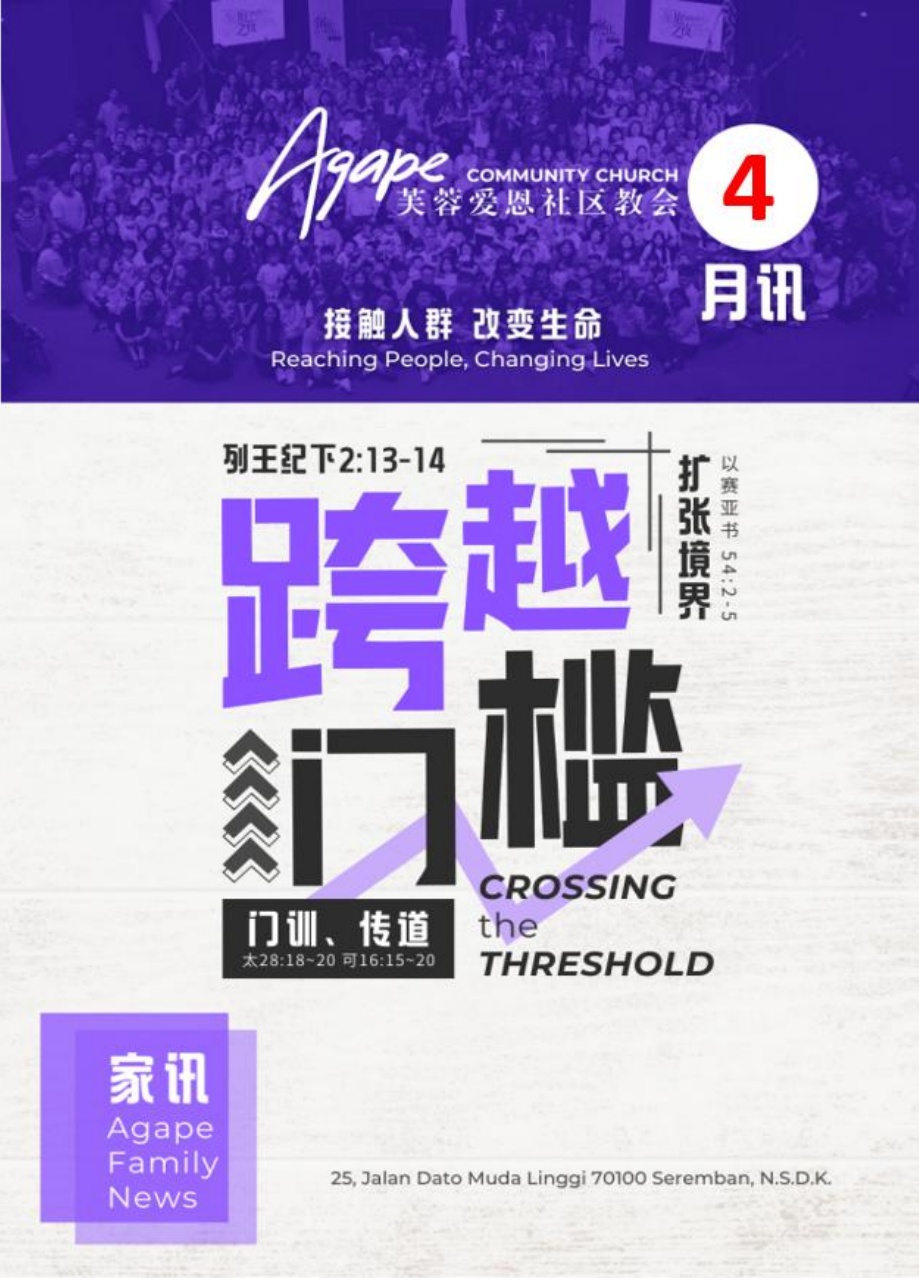 Agape COMMUNITY CHURCH
芙蓉爱恩社区教会
4
月讯
接触人群 改变生命
Reaching People, Changing Lives
列王纪下2:13-14
跨越
门槛
扩张境界
以赛亚书 54:2-5
门训、传道
太28:18~20 可16:15~20
CROSSING
the
THRESHOLD
家讯
Agape
Family
News
25, Jalan Dato Muda Linggi 70100 Seremban, N.S.D.K.